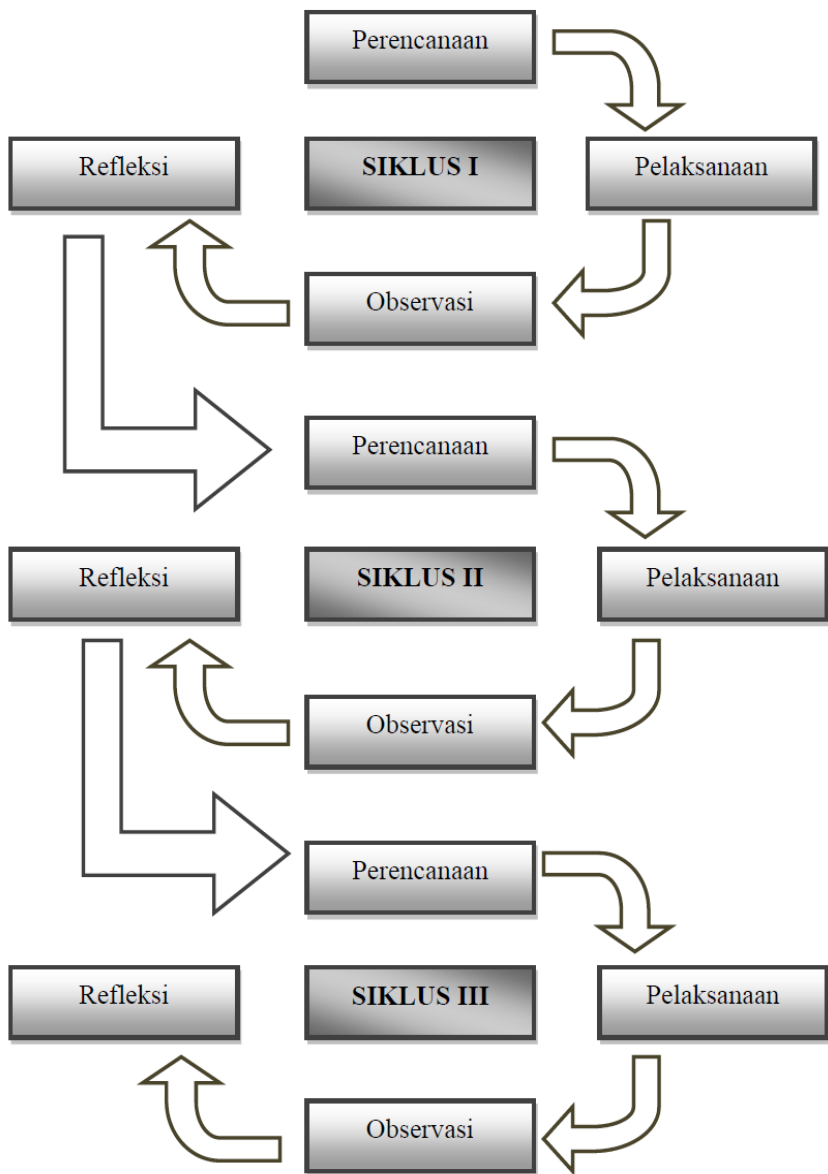 Perencanaan
Refleksi
SIKLUS I
Pelaksanaan
Observasi
Perencanaan
Refleksi
SIKLUS II
Pelaksanaan
Observasi
Perencanaan
Refleksi
SIKLUS III
Pelaksanaan
Observasi